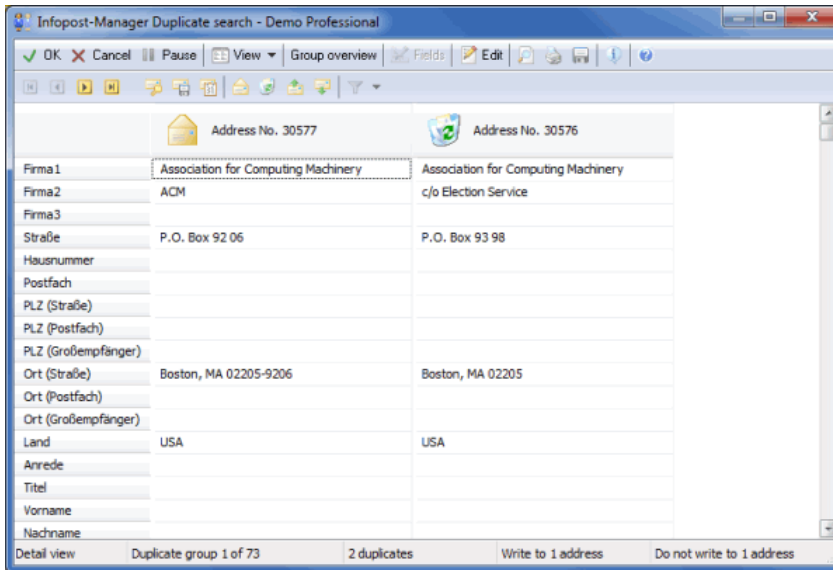 Infopost-Manager Duplicate search - Demo Professional
OK Cancel Pause View Group overview Fields Edit
Address No. 30577 Address No. 30576
Firma1 Association for Computing Machinery Association for Computing Machinery
Firma2 ACM c/o Election Service
Firma3
Straße P.O. Box 92 06 P.O. Box 93 98
Hausnummer
Postfach
PLZ (Straße)
PLZ (Postfach)
PLZ (Großempfänger)
Ort (Straße) Boston, MA 02205-9206 Boston, MA 02205
Ort (Postfach)
Ort (Großempfänger)
Land USA USA
Anrede
Titel
Vorname
Nachname
Detail view Duplicate group 1 of 73 2 duplicates Write to 1 address Do not write to 1 address